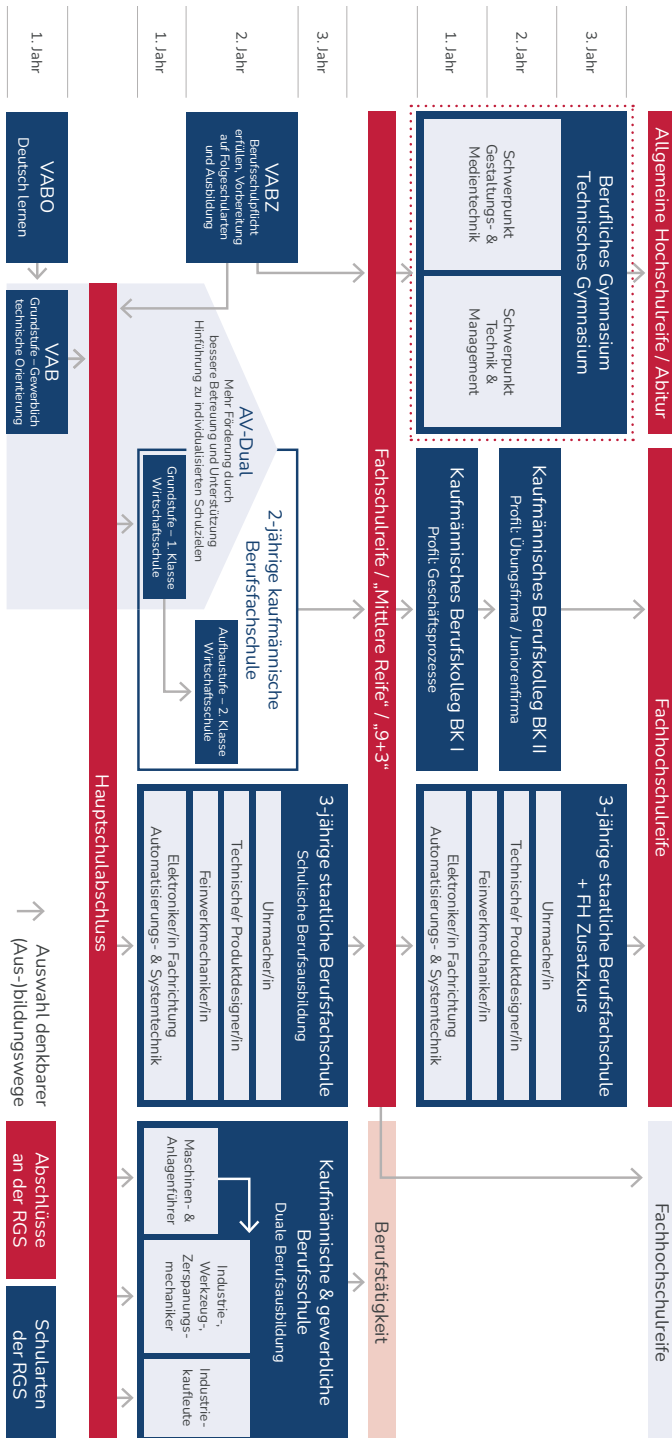 Allgemeine Hochschulreife / Abitur
Fachhochschulreife
Fachhochschulreife
3. Jahr
2. Jahr
1. Jahr
Berufliches Gymnasium
Technisches Gymnasium
Schwerpunkt
Gestaltungs- &
Medientechnik
Schwerpunkt
Technik &
Management
Kaufmännisches Berufskolleg BK II
Profil: Übungsfirma / Juniorenfirma
Kaufmännisches Berufskolleg BK I
Profil: Geschäftsprozesse
3-jährige staatliche Berufsfachschule
+ FH Zusatzkurs
Uhrmacher/in
Technische/r Produktdesigner/in
Feinwerkmechaniker/in
Elektroniker/in Fachrichtung
Automatisierungs- & Systemtechnik
Fachschulreife / „Mittlere Reife“ / „9+3“
Berufstätigkeit
3. Jahr
2. Jahr
1. Jahr
VABZ
Berufsschulpflicht
erfüllen, Vorbereitung
auf Folgeschularten
und Ausbildung
AV-Dual
Mehr Förderung durch
bessere Betreuung und Unterstützung
Hinführung zu individualisierten Schulzielen
2-jährige kaufmännische
Berufsfachschule
Aufbaustufe – 2. Klasse
Wirtschaftsschule
Grundstufe – 1. Klasse
Wirtschaftsschule
3-jährige staatliche Berufsfachschule
Schulische Berufsausbildung
Uhrmacher/in
Technische/r Produktdesigner/in
Feinwerkmechaniker/in
Elektroniker/in Fachrichtung
Automatisierungs- & Systemtechnik
Kaufmännische & gewerbliche
Berufsschule
Duale Berufsausbildung
Maschinen- &
Anlagenführer
Industrie-,
Werkzeug-,
Zerspanungs-
mechaniker
Industrie-
kaufleute
Hauptschulabschluss
1. Jahr
VABO
Deutsch lernen
VAB
Grundstufe – Gewerblich
technische Orientierung
Auswahl denkbarer
(Aus-)bildungswege
Abschlüsse
an der RGS
Schularten
der RGS